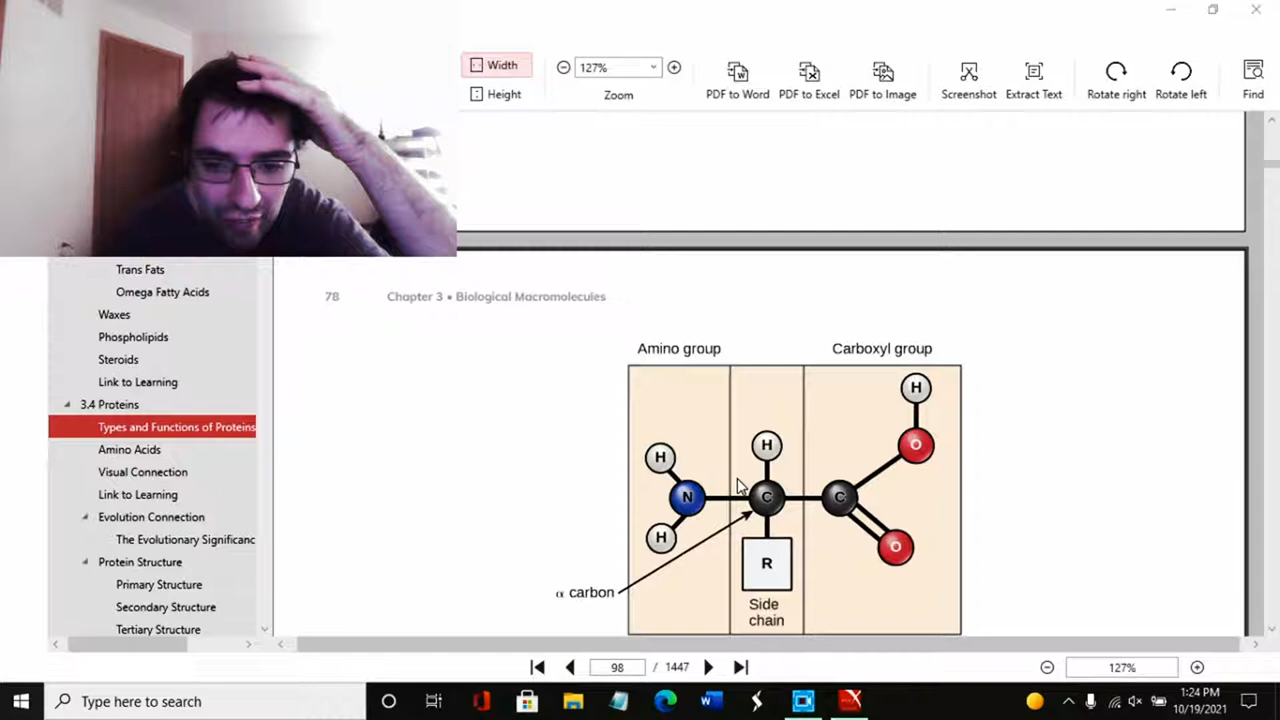 Width
127%
Height
Zoom
PDF to Word
PDF to Excel
PDF to Image
Screenshot
Extract Text
Rotate right
Rotate left
Find
Trans Fats
Omega Fatty Acids
Waxes
Phospholipids
Steroids
Link to Learning
3.4 Proteins
Types and Functions of Proteins
Amino Acids
Visual Connection
Link to Learning
Evolution Connection
The Evolutionary Significanc
Protein Structure
Primary Structure
Secondary Structure
Tertiary Structure
78 Chapter 3 • Biological Macromolecules
Amino group
Carboxyl group
H
H
H
O
N
C
C
H
O
R
α carbon
Side
chain
98 / 1447
127%
Type here to search
1:24 PM
10/19/2021